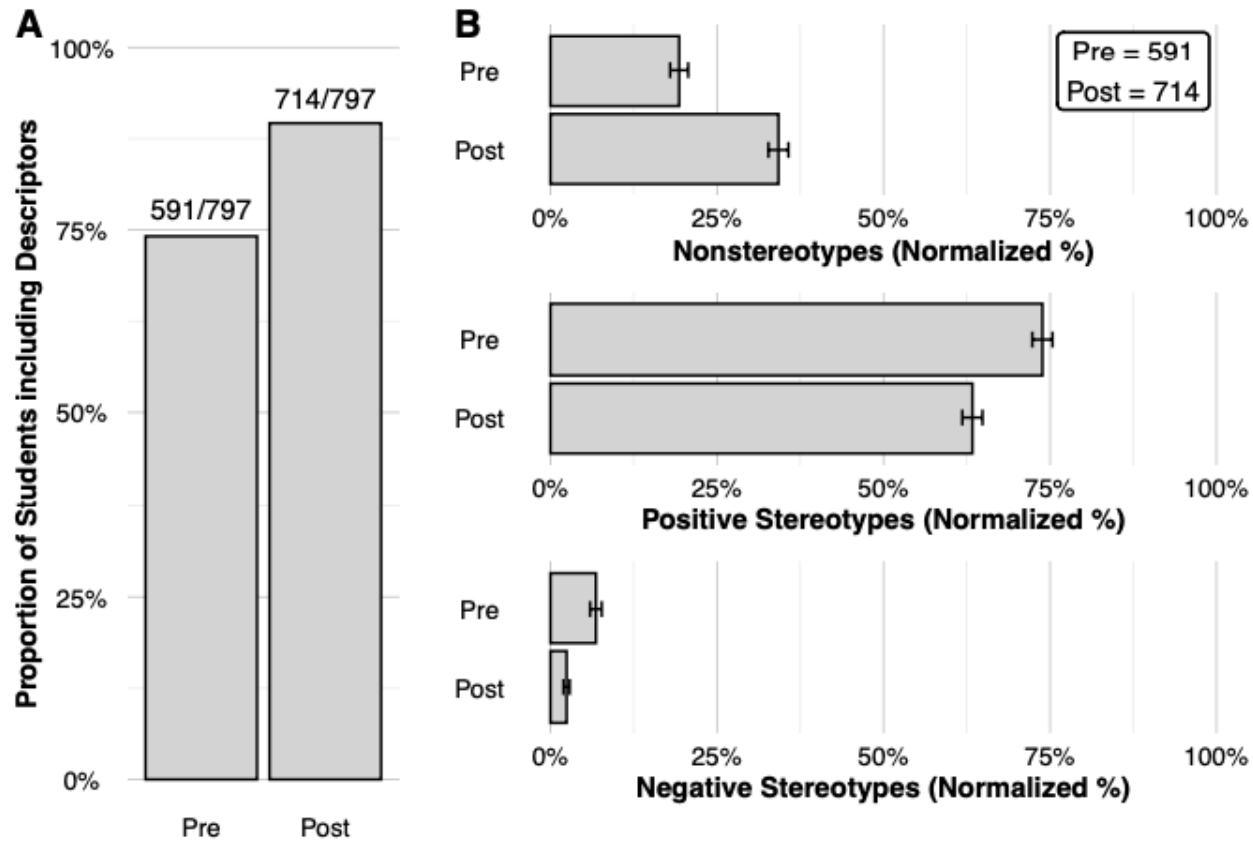 A
Proportion of Students including Descriptors
100%
75%
50%
25%
0%
591/797
714/797
Pre
Post
B
Pre = 591
Post = 714
Pre
Post
0% 25% 50% 75% 100%
Nonstereotypes (Normalized %)
Pre
Post
0% 25% 50% 75% 100%
Positive Stereotypes (Normalized %)
Pre
Post
0% 25% 50% 75% 100%
Negative Stereotypes (Normalized %)